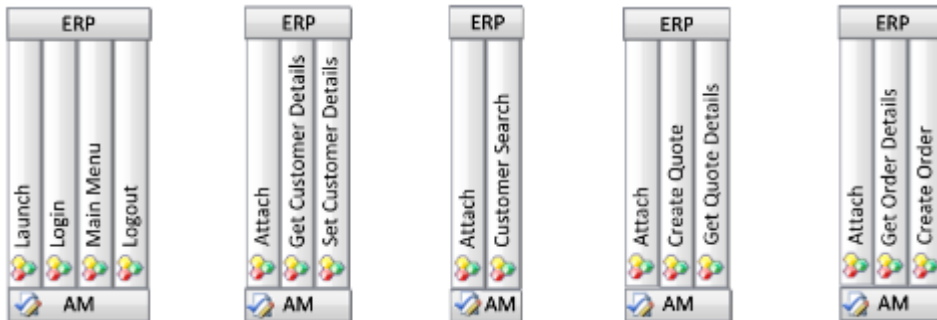 ERP
Launch
Login
Main Menu
Logout
AM
ERP
Attach
Get Customer Details
Set Customer Details
AM
ERP
Attach
Customer Search
AM
ERP
Attach
Create Quote
Get Quote Details
AM
ERP
Attach
Get Order Details
Create Order
AM